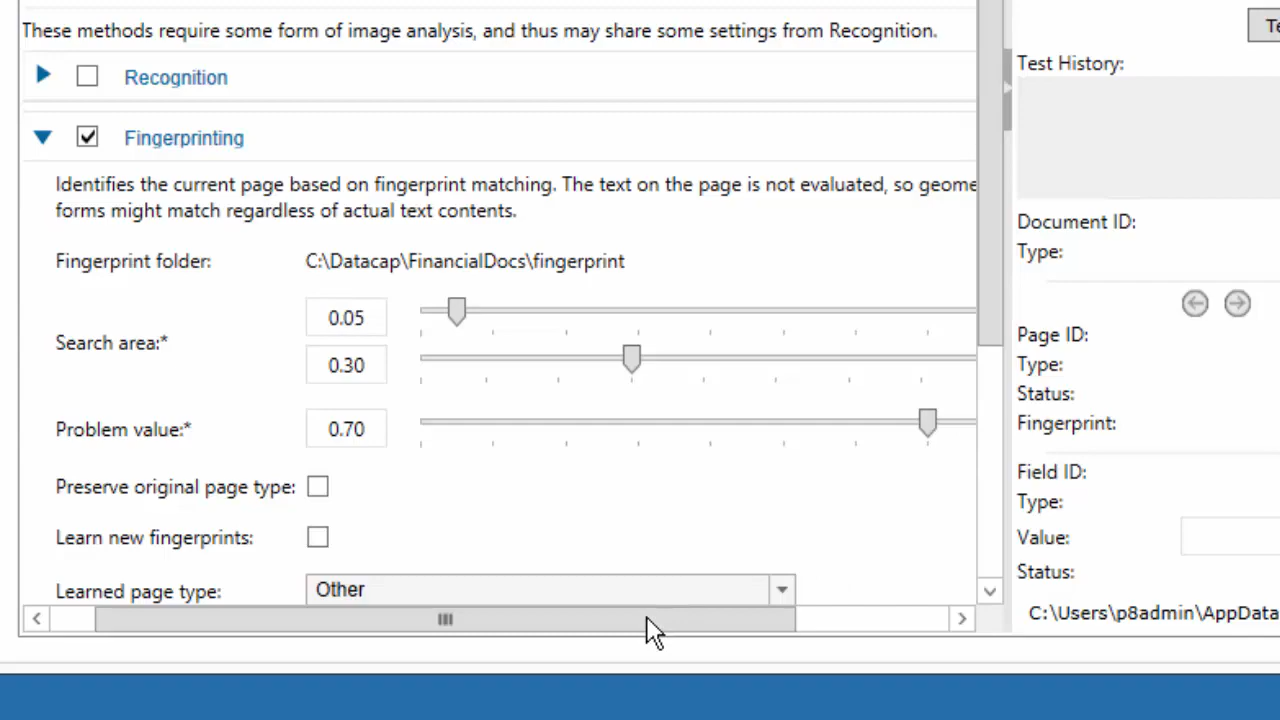 These methods require some form of image analysis, and thus may share some settings from Recognition.
Recognition
Fingerprinting
Identifies the current page based on fingerprint matching. The text on the page is not evaluated, so geome
forms might match regardless of actual text contents.
Fingerprint folder: C:\Datacap\FinancialDocs\fingerprint
Search area:*
0.05
0.30
Problem value:* 0.70
Preserve original page type:
Learn new fingerprints:
Learned page type: Other
Te
Test History:
Document ID:
Type:
Page ID:
Type:
Status:
Fingerprint:
Field ID:
Type:
Value:
Status:
C:\Users\p8admin\AppData